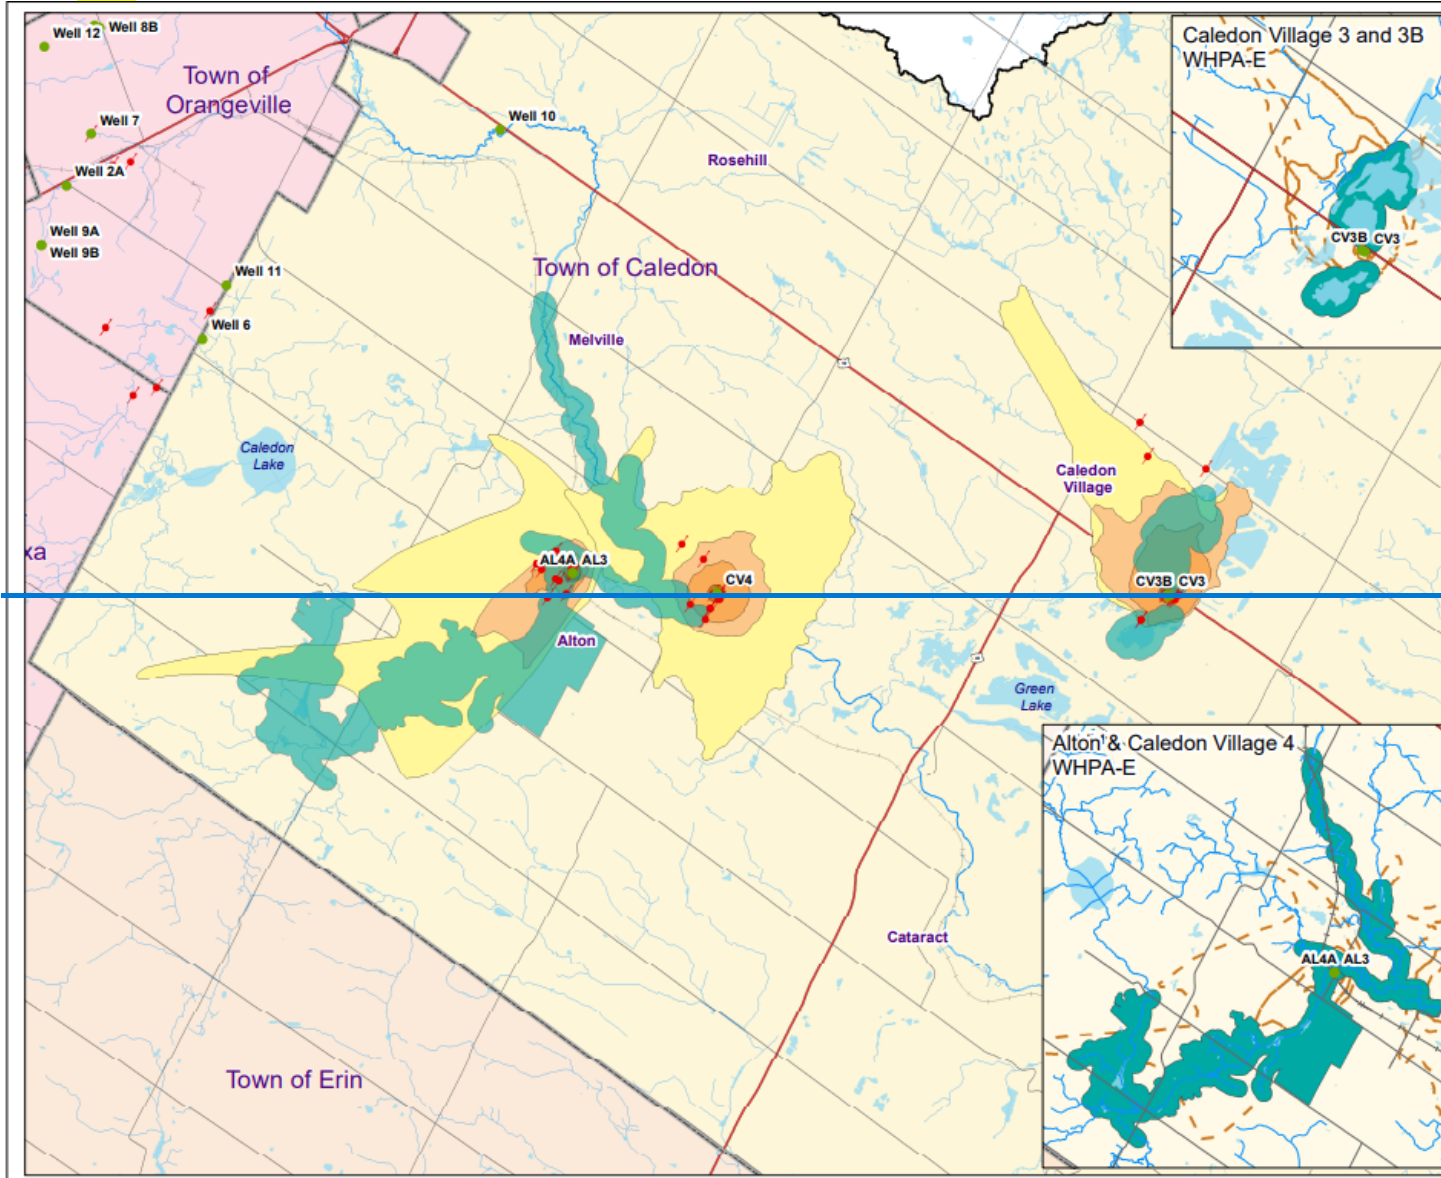 Well 12
Well 8B
Town of
Orangeville
Well 7
Well 2A
Well 9A
Well 9B
Well 11
Well 6
Well 10
Rosehill
Town of Caledon
Melville
Caledon
Lake
Caledon
Village
AL4A AL3
CV4
CV3B CV3
Alton
Green
Lake
Cataract
Town of Erin
xa
Caledon Village 3 and 3B
WHPA-E
CV3B CV3
Alton & Caledon Village 4
WHPA-E
AL4A AL3